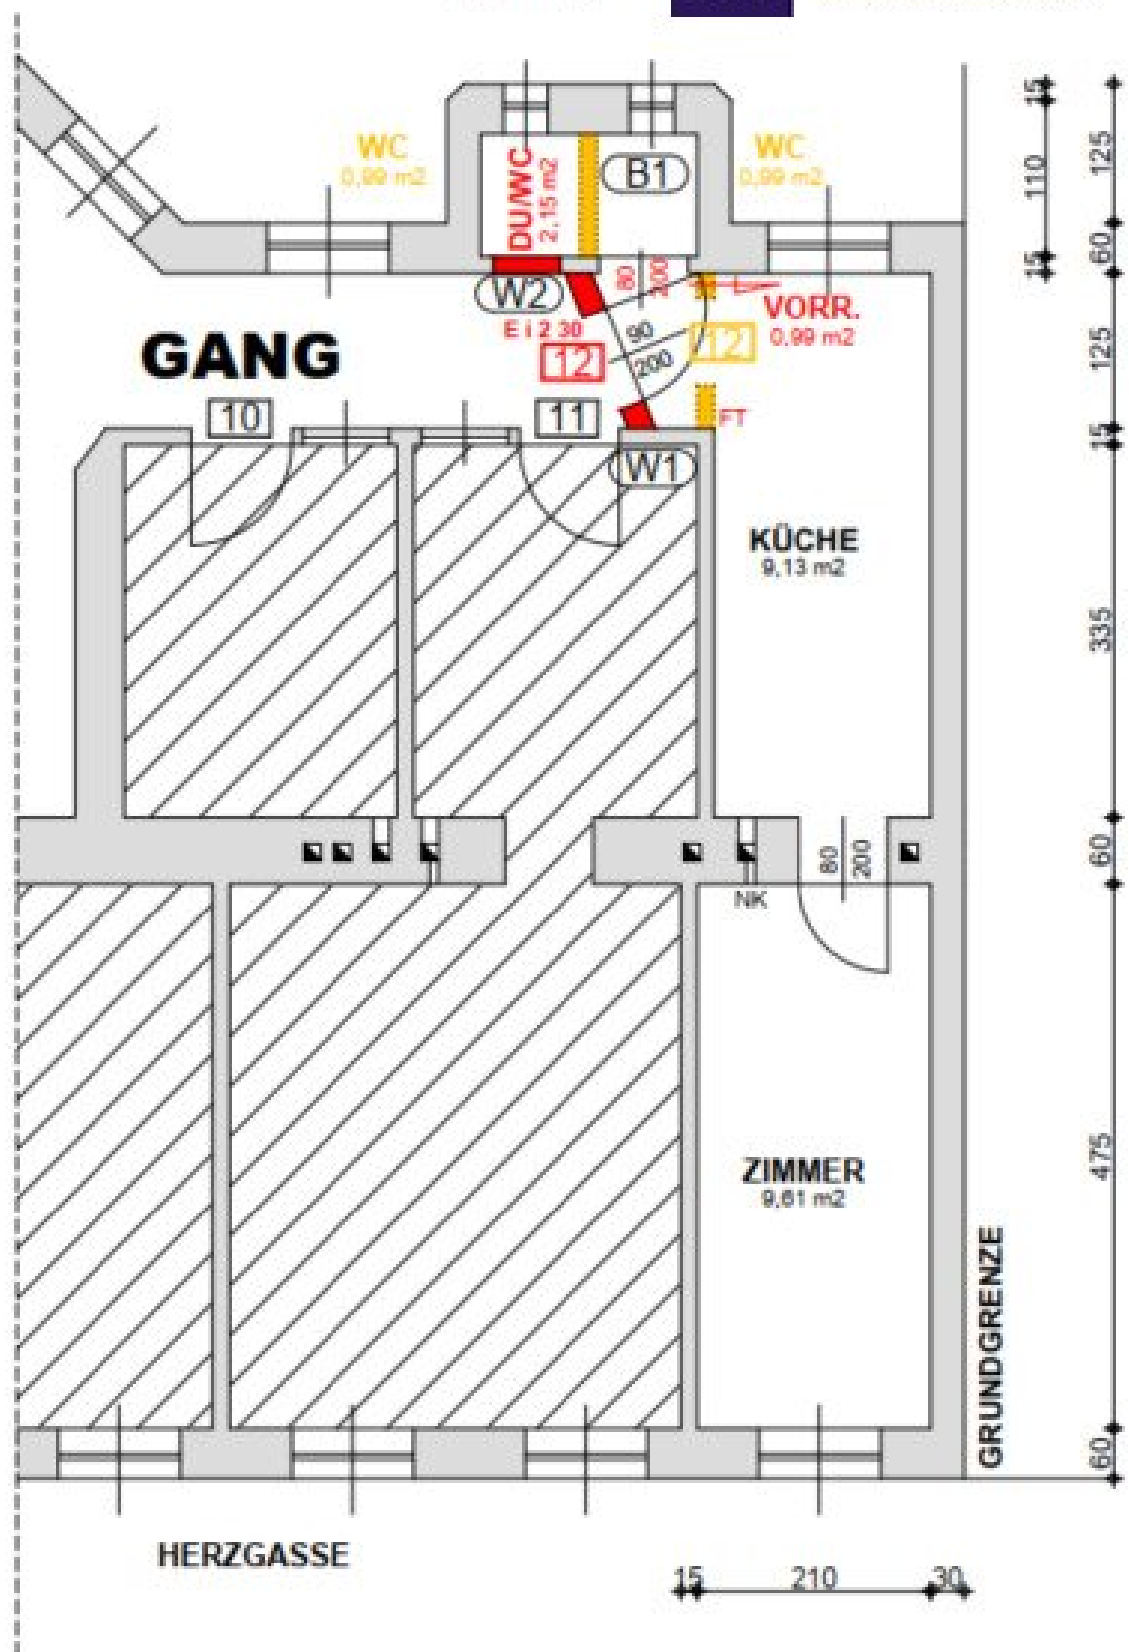 WC
0,99 m2
DU/WC
2,15 m2
B1
WC
0,99 m2
15
110
15
125
60
125
15
335
60
475
60
W2
80
200
E i 2 30
12
90
200
12
VORR.
0,99 m2
GANG
10
11
FT
W1
KÜCHE
9,13 m2
80
200
NK
ZIMMER
9,61 m2
GRUNDGRENZE
HERZGASSE
15
210
30